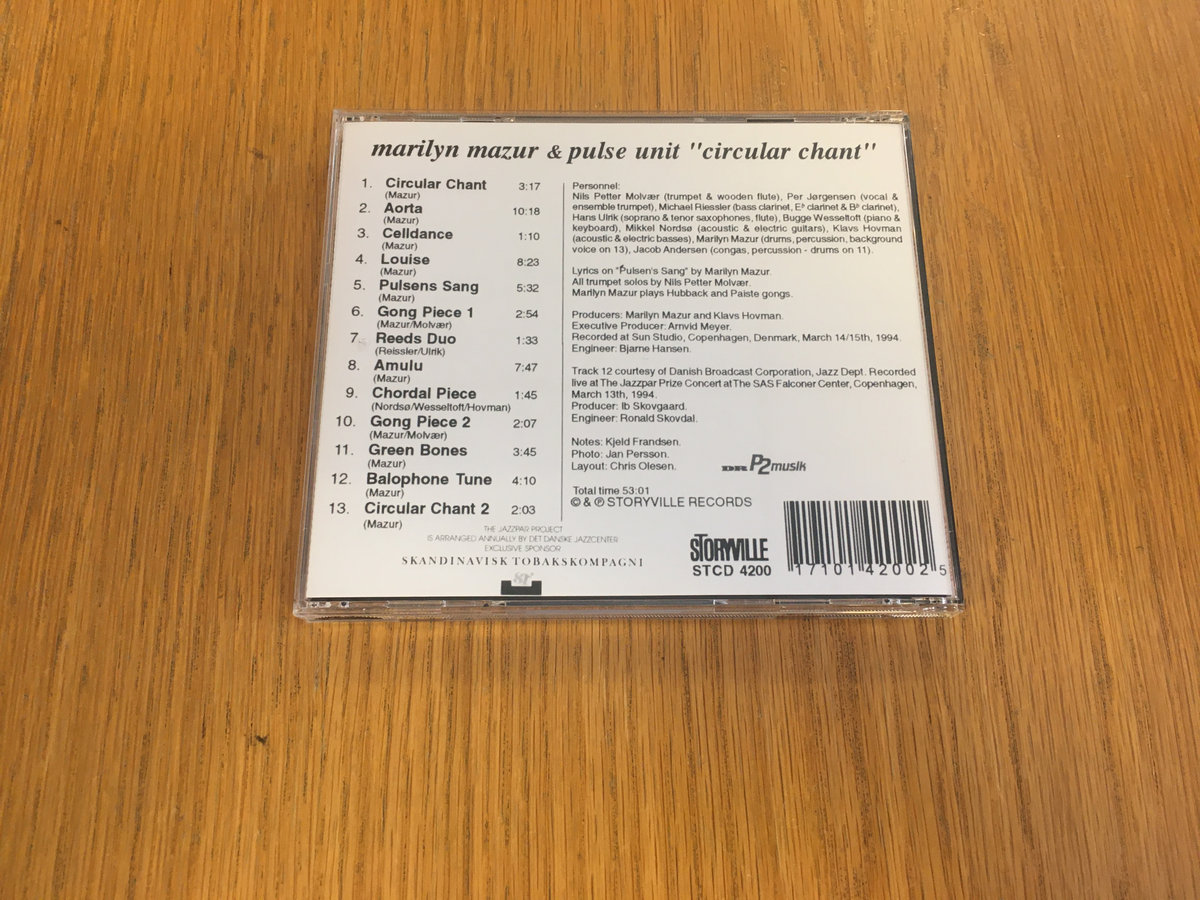 marilyn mazur & pulse unit "circular chant"
1. Circular Chant 3:17
(Mazur)
2. Aorta 10:18
(Mazur)
3. Celldance 1:10
(Mazur)
4. Louise 8:23
(Mazur)
5. Pulsens Sang 5:32
(Mazur)
6. Gong Piece 1 2:54
(Mazur/Molvær)
7. Reeds Duo 1:33
(Reissler/Ulrik)
8. Amulu 7:47
(Mazur)
9. Chordal Piece 1:45
(Nordsø/Wesseltoft/Hovman)
10. Gong Piece 2 2:07
(Mazur/Molvær)
11. Green Bones 3:45
(Mazur)
12. Balophone Tune 4:10
(Mazur)
13. Circular Chant 2 2:03
(Mazur)
THE JAZZPAR PROJECT
IS ARRANGED ANNUALLY BY DET DANSKE JAZZCENTER
EXCLUSIVE SPONSOR
SKANDINAVISK TOBAKSKOMPAGNI
Personnel:
Nils Petter Molvær (trumpet & wooden flute), Per Jørgensen (vocal &
ensemble trumpet), Michael Riessler (bass clarinet, E♭ clarinet & B♭ clarinet),
Hans Ulrik (soprano & tenor saxophones, flute), Bugge Wesseltoft (piano &
keyboard), Mikkel Nordsø (acoustic & electric guitars), Klavs Hovman
(acoustic & electric basses), Marilyn Mazur (drums, percussion, background
voice on 13), Jacob Andersen (congas, percussion - drums on 11).
Lyrics on "Pulsen's Sang" by Marilyn Mazur.
All trumpet solos by Nils Petter Molvær.
Marilyn Mazur plays Hubback and Paiste gongs.
Producers: Marilyn Mazur and Klavs Hovman.
Executive Producer: Arnvid Meyer.
Recorded at Sun Studio, Copenhagen, Denmark, March 14/15th, 1994.
Engineer: Bjarne Hansen.
Track 12 courtesy of Danish Broadcast Corporation, Jazz Dept. Recorded
live at The Jazzpar Prize Concert at The SAS Falconer Center, Copenhagen,
March 13th, 1994.
Producer: Ib Skovgaard.
Engineer: Ronald Skovdal.
Notes: Kjeld Frandsen.
Photo: Jan Persson.
Layout: Chris Olesen.
DR P2musik
Total time 53:01
© & ℗ STORYVILLE RECORDS
STORYVILLE
STCD 4200
17101 42002 5